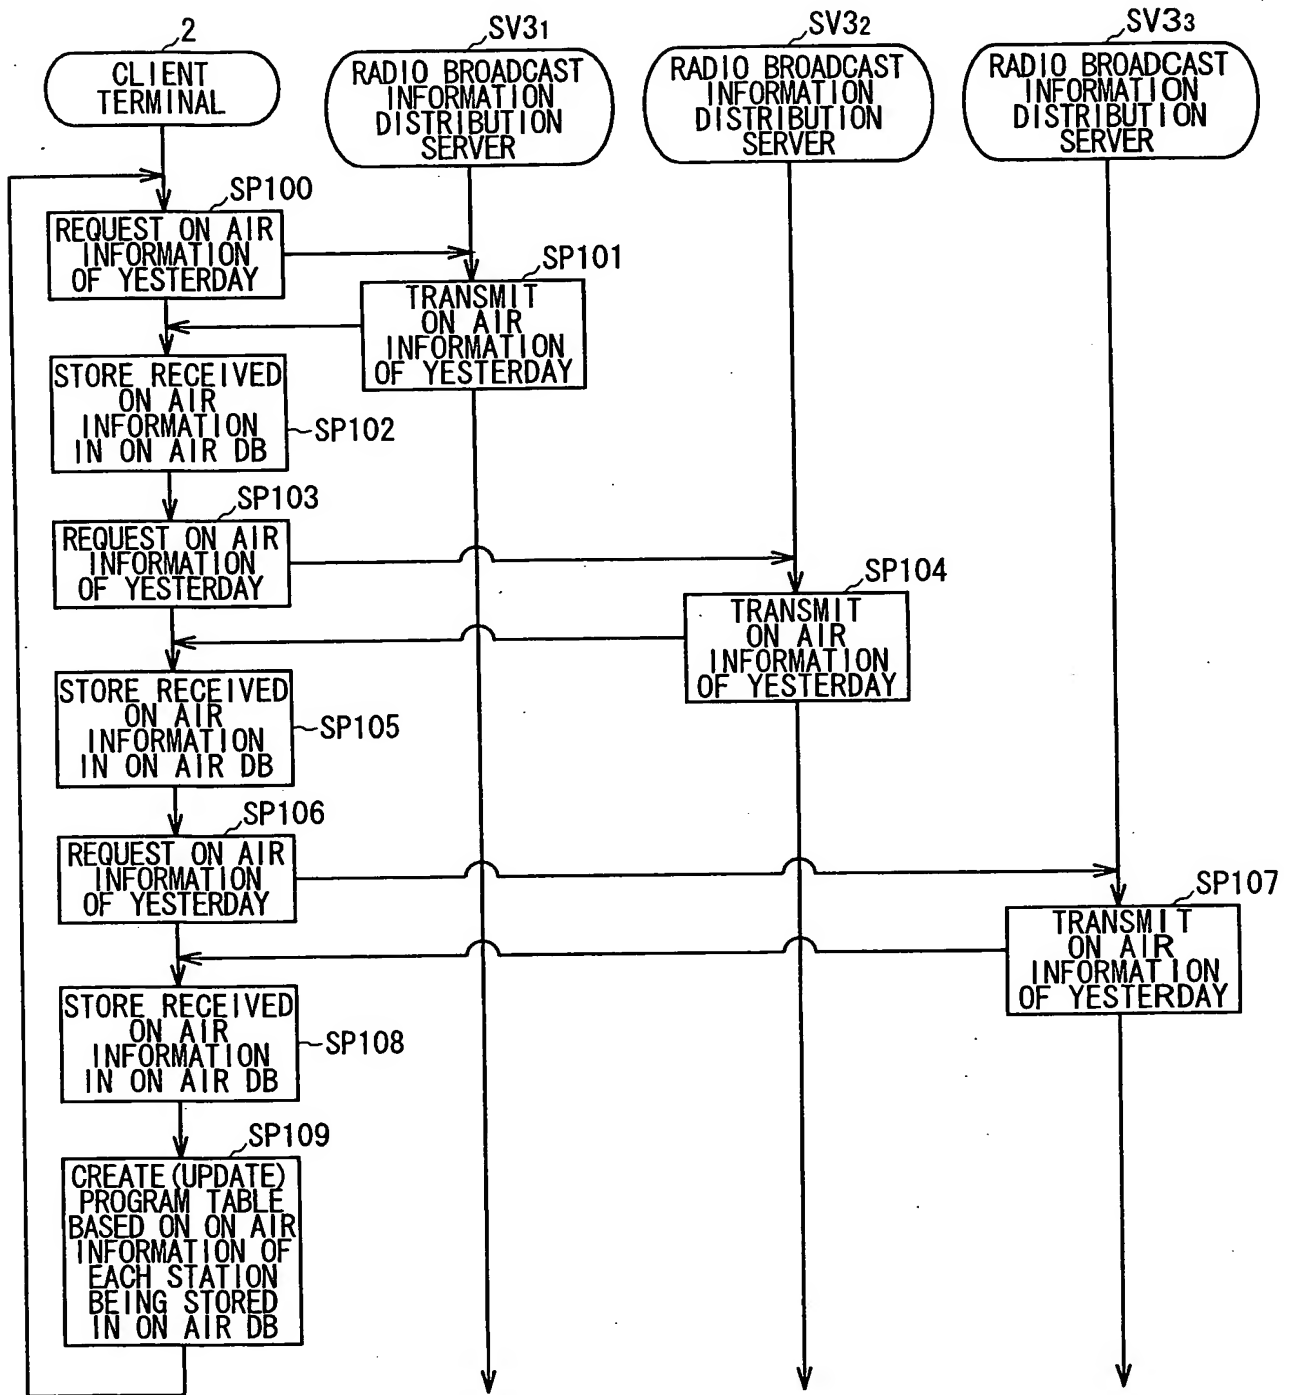 2
CLIENT
TERMINAL
SV31
RADIO BROADCAST
INFORMATION
DISTRIBUTION
SERVER
SV32
RADIO BROADCAST
INFORMATION
DISTRIBUTION
SERVER
SV33
RADIO BROADCAST
INFORMATION
DISTRIBUTION
SERVER
SP100
REQUEST ON AIR
INFORMATION
OF YESTERDAY
SP101
TRANSMIT
ON AIR
INFORMATION
OF YESTERDAY
STORE RECEIVED
ON AIR
INFORMATION
IN ON AIR DB
SP102
SP103
REQUEST ON AIR
INFORMATION
OF YESTERDAY
SP104
TRANSMIT
ON AIR
INFORMATION
OF YESTERDAY
STORE RECEIVED
ON AIR
INFORMATION
IN ON AIR DB
SP105
SP106
REQUEST ON AIR
INFORMATION
OF YESTERDAY
SP107
TRANSMIT
ON AIR
INFORMATION
OF YESTERDAY
STORE RECEIVED
ON AIR
INFORMATION
IN ON AIR DB
SP108
SP109
CREATE(UPDATE)
PROGRAM TABLE
BASED ON ON AIR
INFORMATION OF
EACH STATION
BEING STORED
IN ON AIR DB